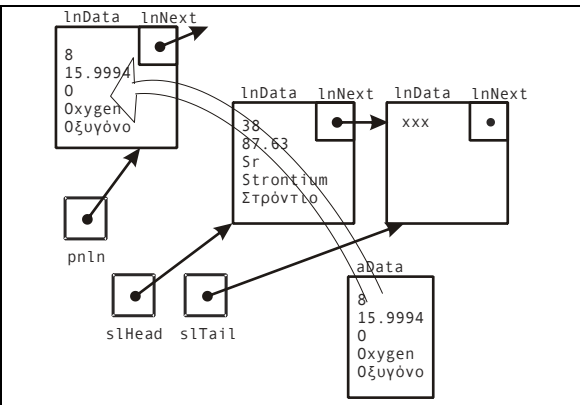 lnData lnNext
8
15.9994
O
Oxygen
Οξυγόνο
lnData lnNext
38
87.63
Sr
Strontium
Στρόντιο
lnData lnNext
xxx
pnln
slHead
slTail
aData
8
15.9994
O
Oxygen
Οξυγόνο